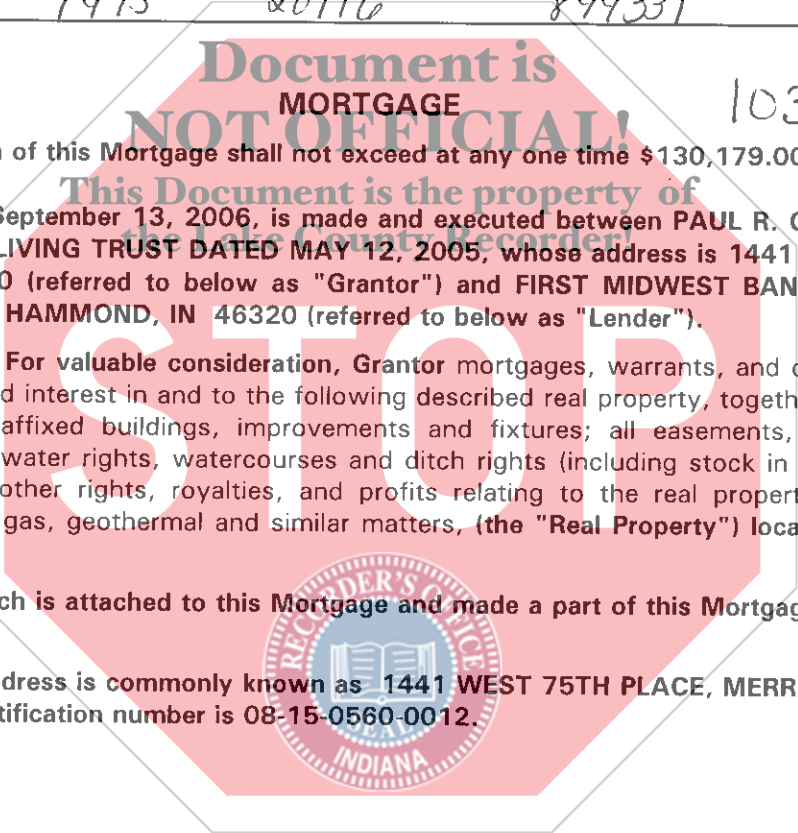 1975 20776 899331
Document is
MORTGAGE
103
NOT OFFICIAL!
of this Mortgage shall not exceed at any one time $130,179.00
This Document is the property of
September 13, 2006, is made and executed between PAUL R.
the Lake County Recorder!
LIVING TRUST DATED MAY 12, 2005, whose address is 1441
(referred to below as "Grantor") and FIRST MIDWEST BAN
HAMMOND, IN 46320 (referred to below as "Lender").
STOP
For valuable consideration, Grantor mortgages, warrants, and
d interest in and to the following described real property, togeth
affixed buildings, improvements and fixtures; all easements,
water rights, watercourses and ditch rights (including stock in
other rights, royalties, and profits relating to the real propert
gas, geothermal and similar matters, (the "Real Property") loca
ch is attached to this Mortgage and made a part of this Mortgag
dress is commonly known as 1441 WEST 75TH PLACE, MERR
tification number is 08-15-0560-0012.
RECORDER'S OFFICE
SEAL
INDIANA